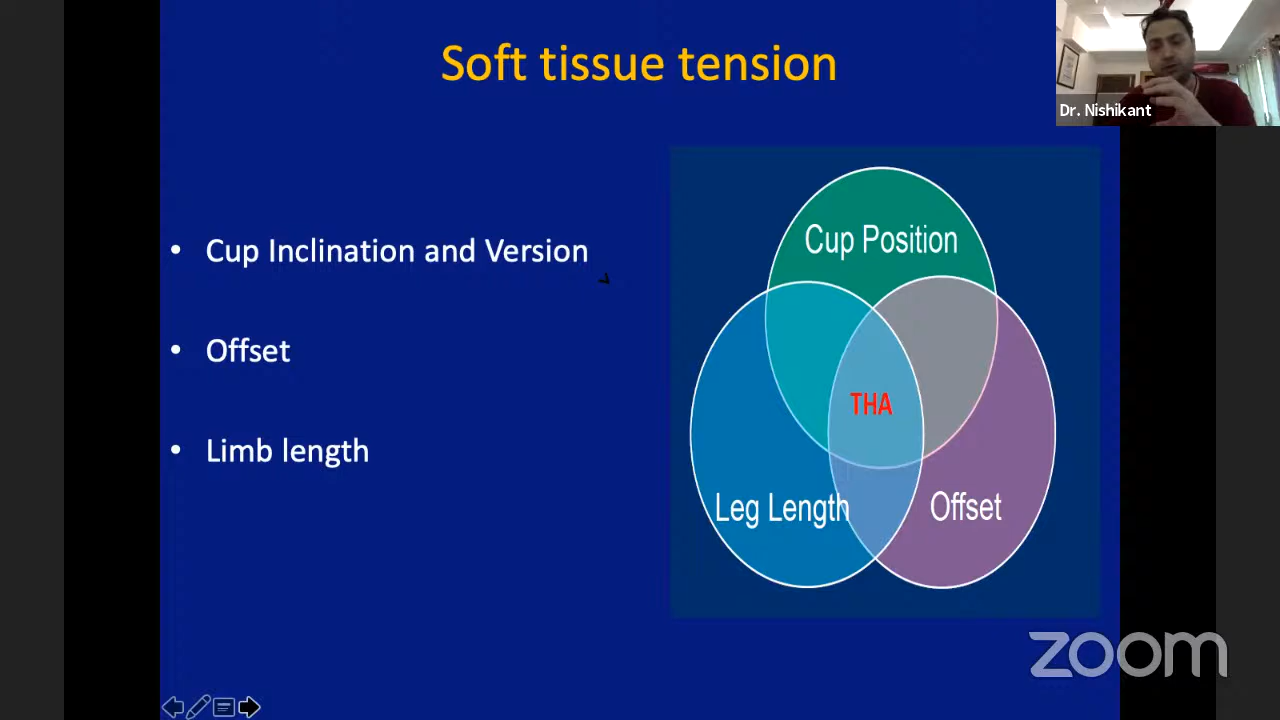 Soft tissue tension
Dr. Nishikant
• Cup Inclination and Version
• Offset
• Limb length
Cup Position
THA
Leg Length
Offset
zoom